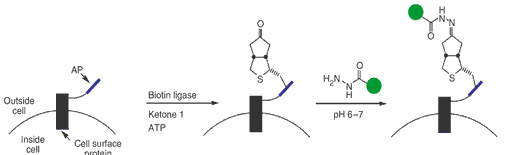 AP
Outside
cell
Inside
cell
Cell surface
protein
Biotin ligase
Ketone 1
ATP
O
S
H₂N
N
H
O
pH 6–7
O
H
N
N
S